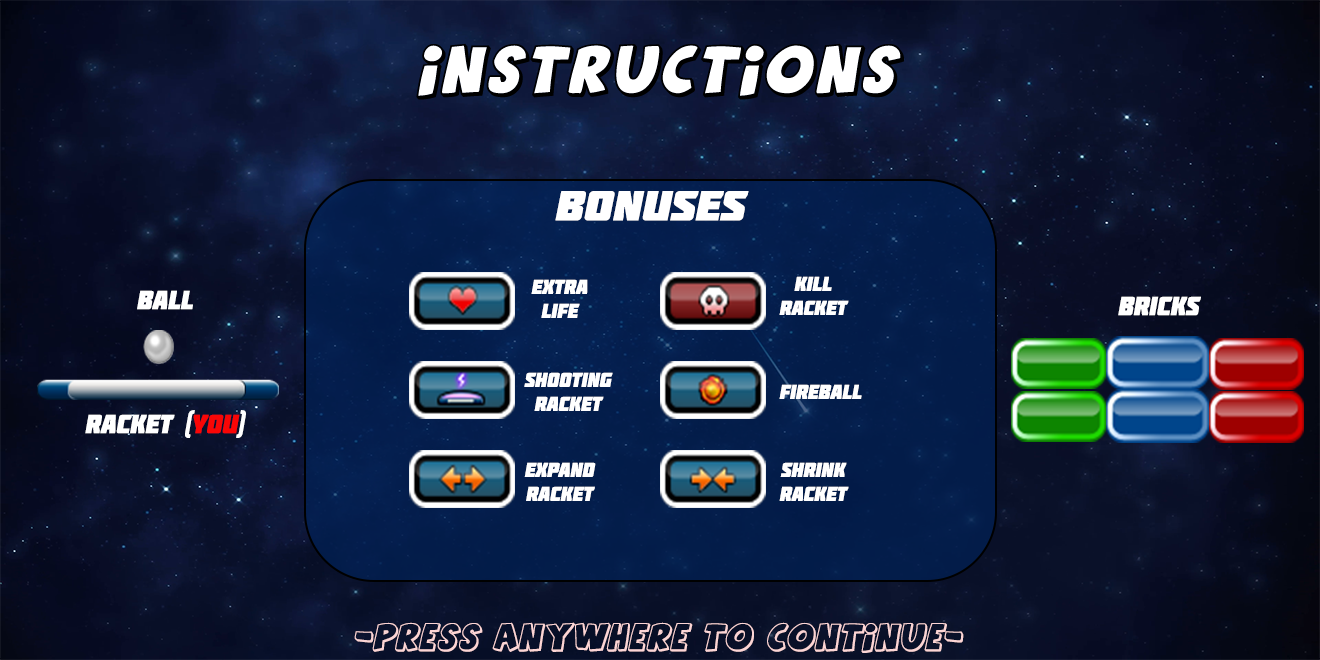 INSTRUCTIONS
BONUSES
EXTRA
LIFE
KILL
RACKET
SHOOTING
RACKET
FIREBALL
EXPAND
RACKET
SHRINK
RACKET
BALL
RACKET (YOU)
BRICKS
-PRESS ANYWHERE TO CONTINUE-